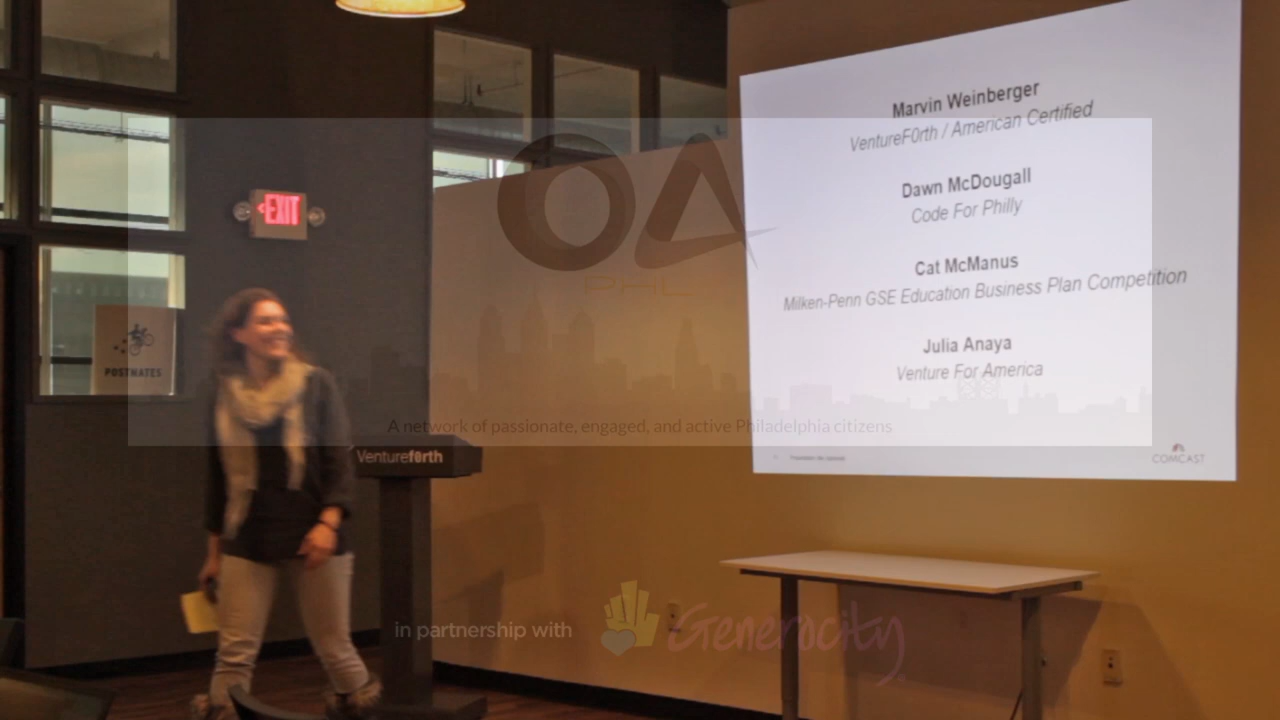 Marvin Weinberger
VentureF0rth / American Certified
Dawn McDougall
Code For Philly
Cat McManus
Milken-Penn GSE Education Business Plan Competition
Julia Anaya
Venture For America
COMCAST
EXIT
POSTMATES
OA
PHL
A network of passionate, engaged, and active Philadelphia citizens
Venturef0rth
in partnership with
Generocity